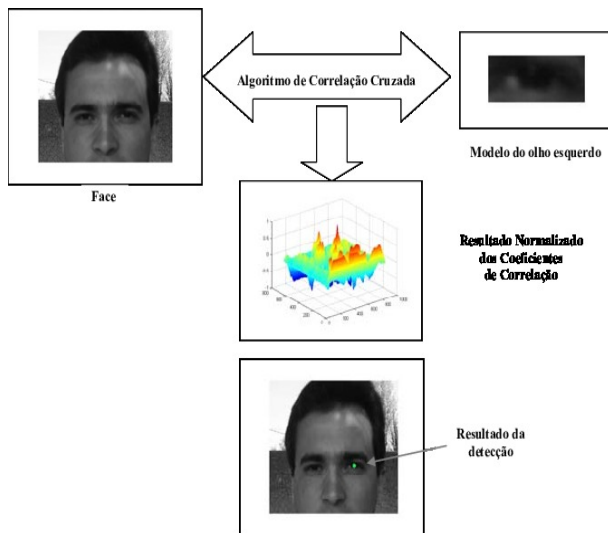 Algoritmo de Correlação Cruzada
Modelo do olho esquerdo
Face
Resultado Normalizado
dos Coeficientes
de Correlação
Resultado da
detecção